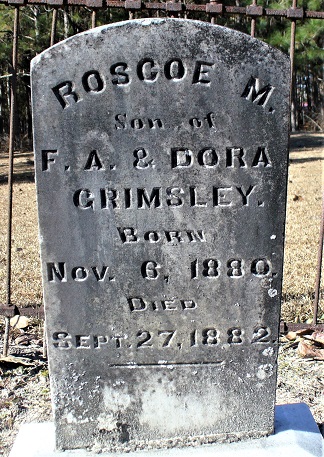 ROSCOE M.
Son of
F. A. & DORA
GRIMSLEY.
BORN
NOV. 6, 1880.
DIED
SEPT. 27, 1882.